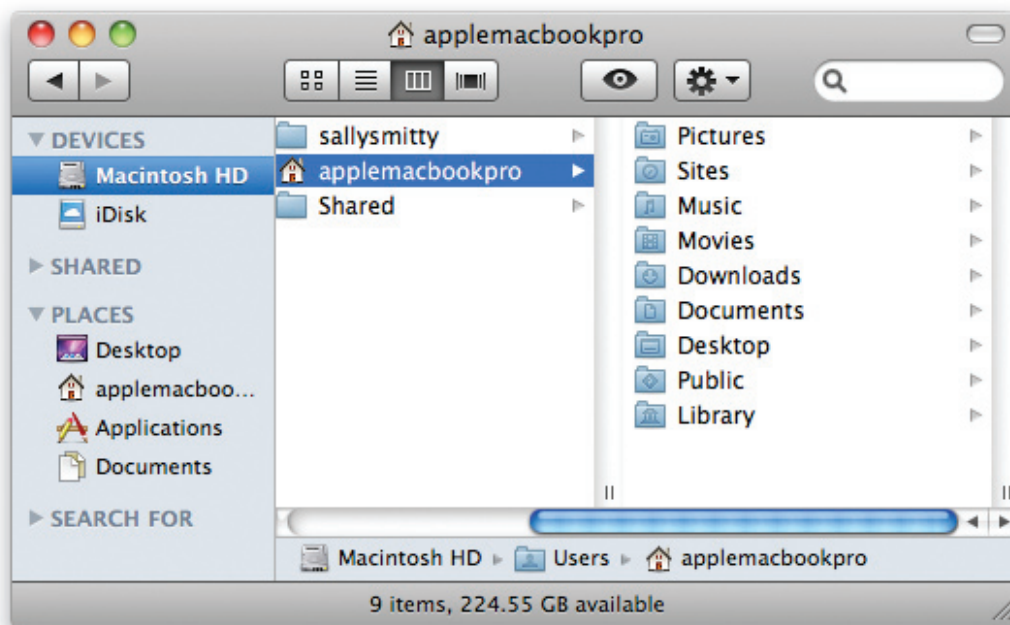 applemacbookpro
DEVICES
Macintosh HD
iDisk
SHARED
PLACES
Desktop
applemacboo...
Applications
Documents
SEARCH FOR
sallysmitty
applemacbookpro
Shared
Pictures
Sites
Music
Movies
Downloads
Documents
Desktop
Public
Library
Macintosh HD Users applemacbookpro
9 items, 224.55 GB available